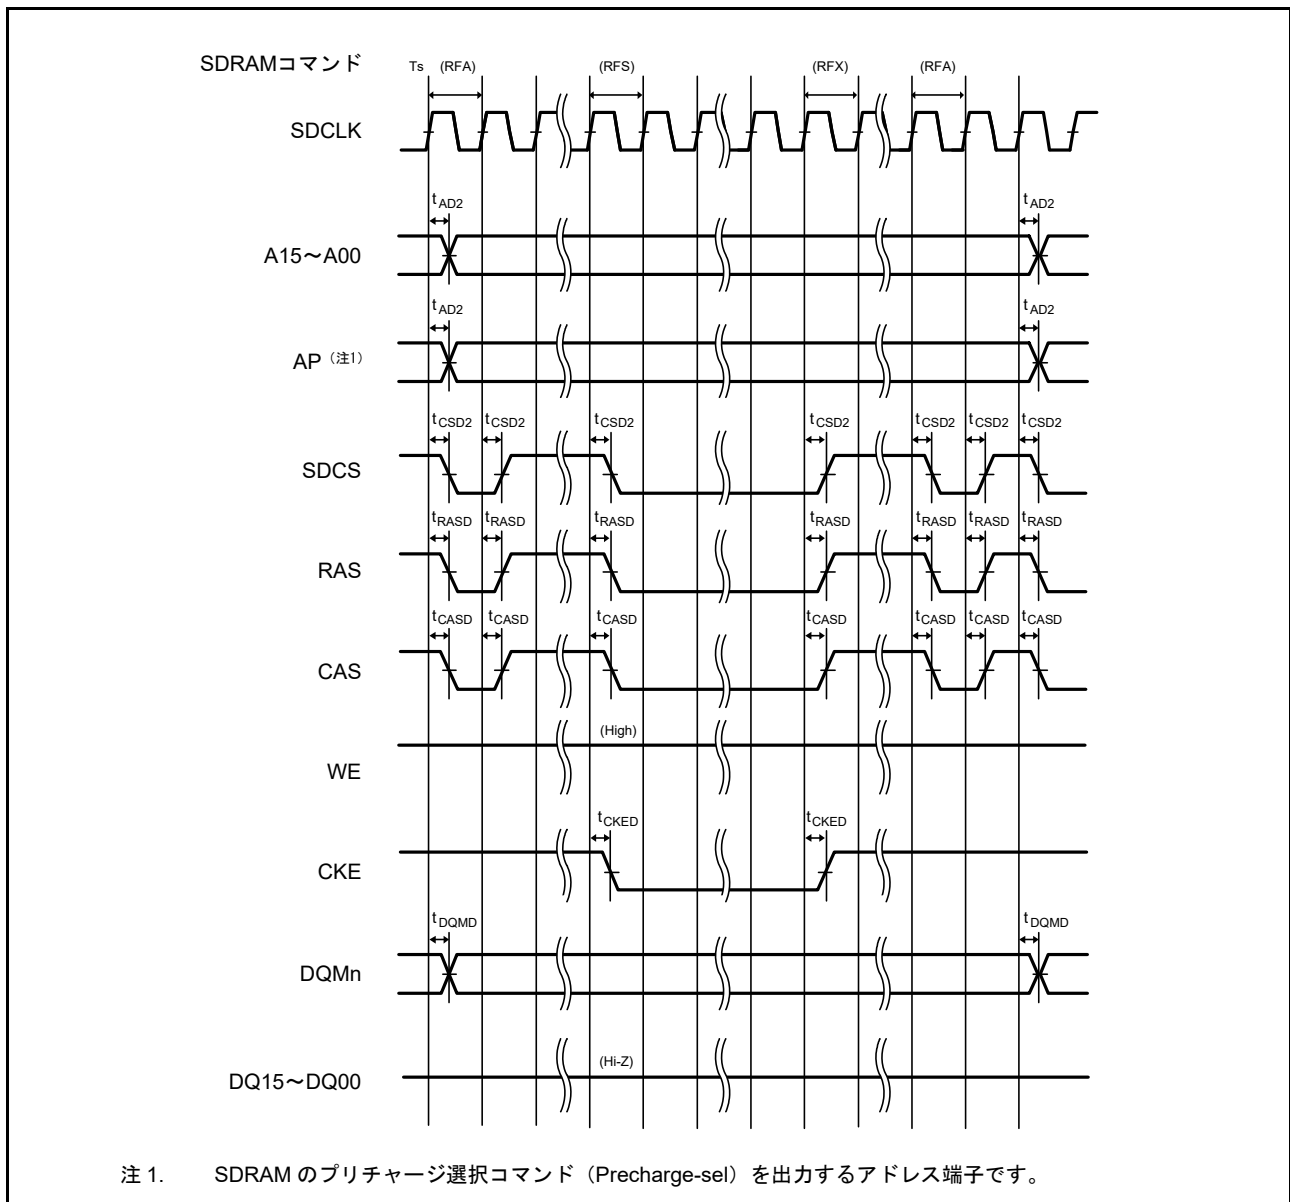 SDRAMコマンド Ts (RFA) (RFS) (RFX) (RFA)
SDCLK
tAD2 tAD2
A15～A00
tAD2 tAD2
AP（注1）
tCSD2 tCSD2 tCSD2 tCSD2 tCSD2 tCSD2 tCSD2
SDCS
tRASD tRASD tRASD tRASD tRASD tRASD tRASD
RAS
tCASD tCASD tCASD tCASD tCASD tCASD tCASD
CAS
(High)
WE
tCKED tCKED
CKE
tDQMD tDQMD
DQMn
(Hi-Z)
DQ15～DQ00
注 1. SDRAM のプリチャージ選択コマンド（Precharge-sel）を出力するアドレス端子です。